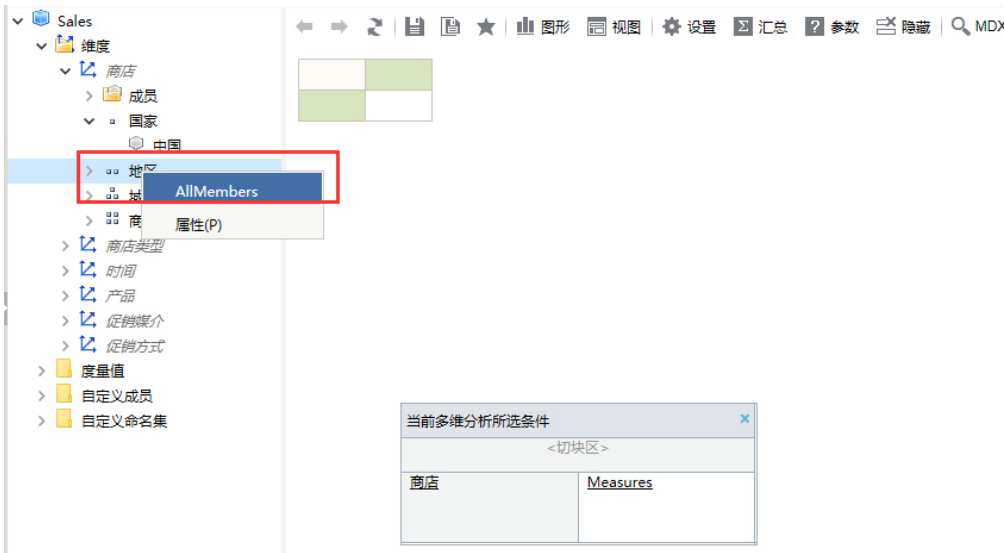 Sales
图形 视图 设置 汇总 参数 隐藏 MDX
维度
商店
成员
国家
中国
地区
AllMembers
属性(P)
商店类型
时间
产品
促销媒介
促销方式
度量值
自定义成员
自定义命名集
当前多维分析所选条件
<切块区>
商店 Measures